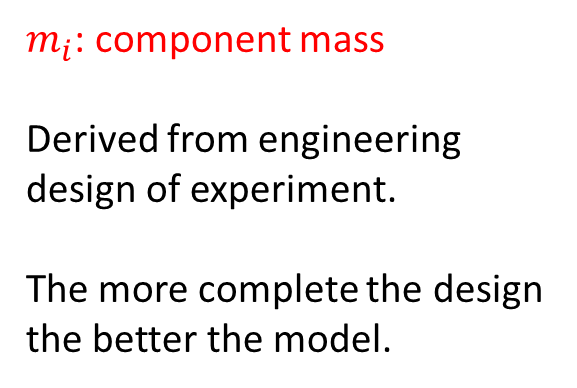 mᵢ: component mass
Derived from engineering
design of experiment.
The more complete the design
the better the model.